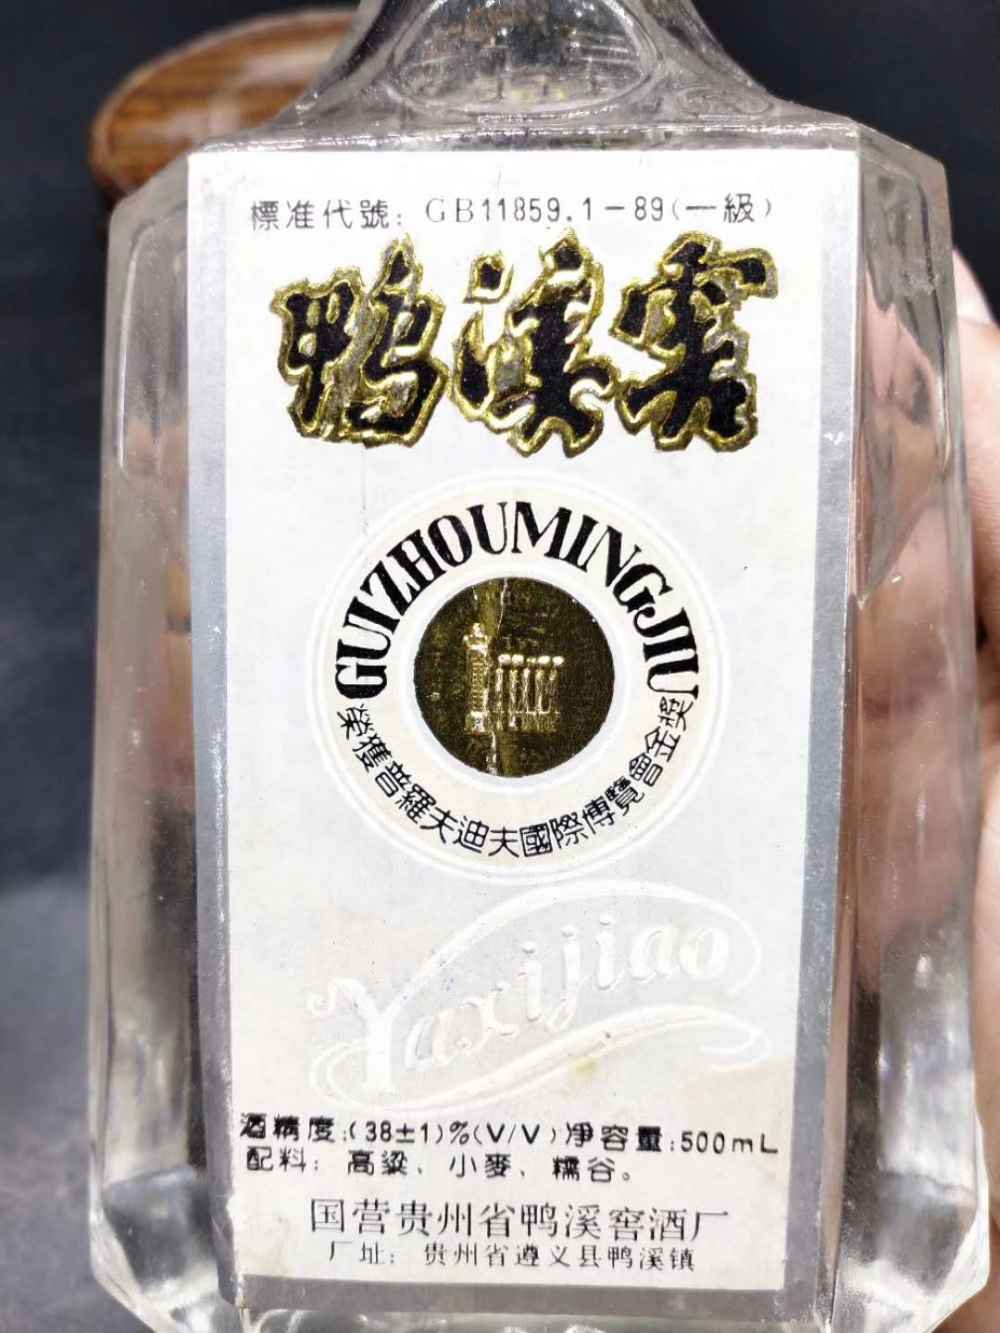 標准代號：GB11859.1－89(一級)
鸭溪窖
GUIZHOUMINGJIU
榮獲普羅夫迪夫國際博覽會金獎
Yaxijiao
酒精度:(38±1)%(V/V)净容量:500mL
配料：高粱、小麥、糯谷。
国营贵州省鸭溪窖酒厂
厂址：贵州省遵义县鸭溪镇